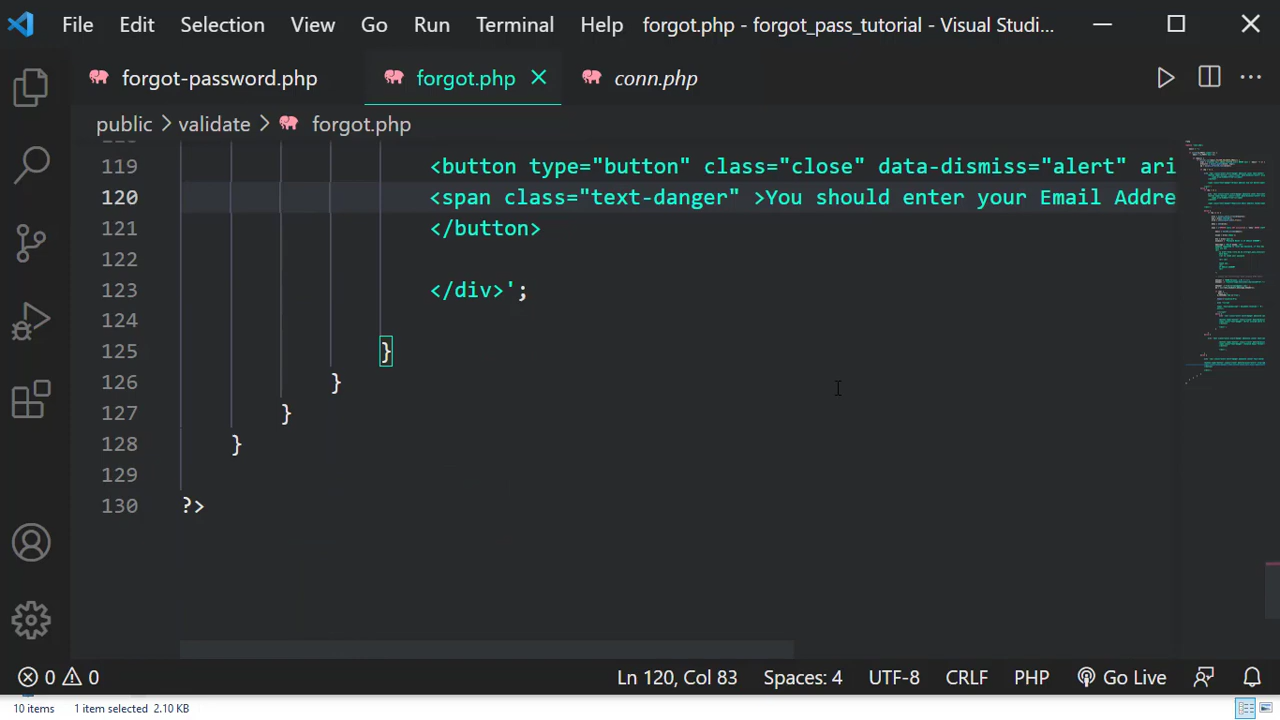 File Edit Selection View Go Run Terminal Help forgot.php - forgot_pass_tutorial - Visual Studi...
forgot-password.php forgot.php conn.php
public > validate > forgot.php
119 <button type="button" class="close" data-dismiss="alert" ari
120 <span class="text-danger" >You should enter your Email Addre
121 </button>
122
123 </div>';
124
125 }
126 }
127 }
128 }
129
130 ?>
0 0 Ln 120, Col 83 Spaces: 4 UTF-8 CRLF PHP Go Live
10 items 1 item selected 2.10 KB